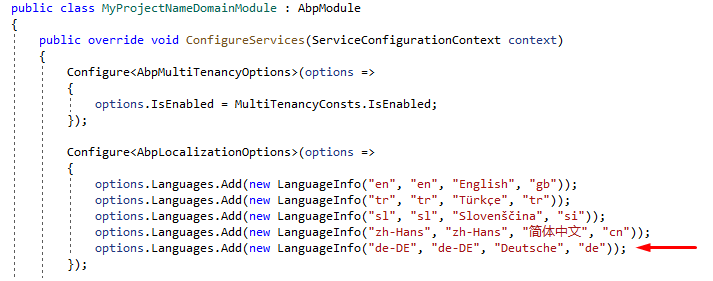 public class MyProjectNameDomainModule : AbpModule
{
public override void ConfigureServices(ServiceConfigurationContext context)
{
Configure<AbpMultiTenancyOptions>(options =>
{
options.IsEnabled = MultiTenancyConsts.IsEnabled;
});
Configure<AbpLocalizationOptions>(options =>
{
options.Languages.Add(new LanguageInfo("en", "en", "English", "gb"));
options.Languages.Add(new LanguageInfo("tr", "tr", "Türkçe", "tr"));
options.Languages.Add(new LanguageInfo("sl", "sl", "Slovenščina", "si"));
options.Languages.Add(new LanguageInfo("zh-Hans", "zh-Hans", "简体中文", "cn"));
options.Languages.Add(new LanguageInfo("de-DE", "de-DE", "Deutsche", "de"));
});